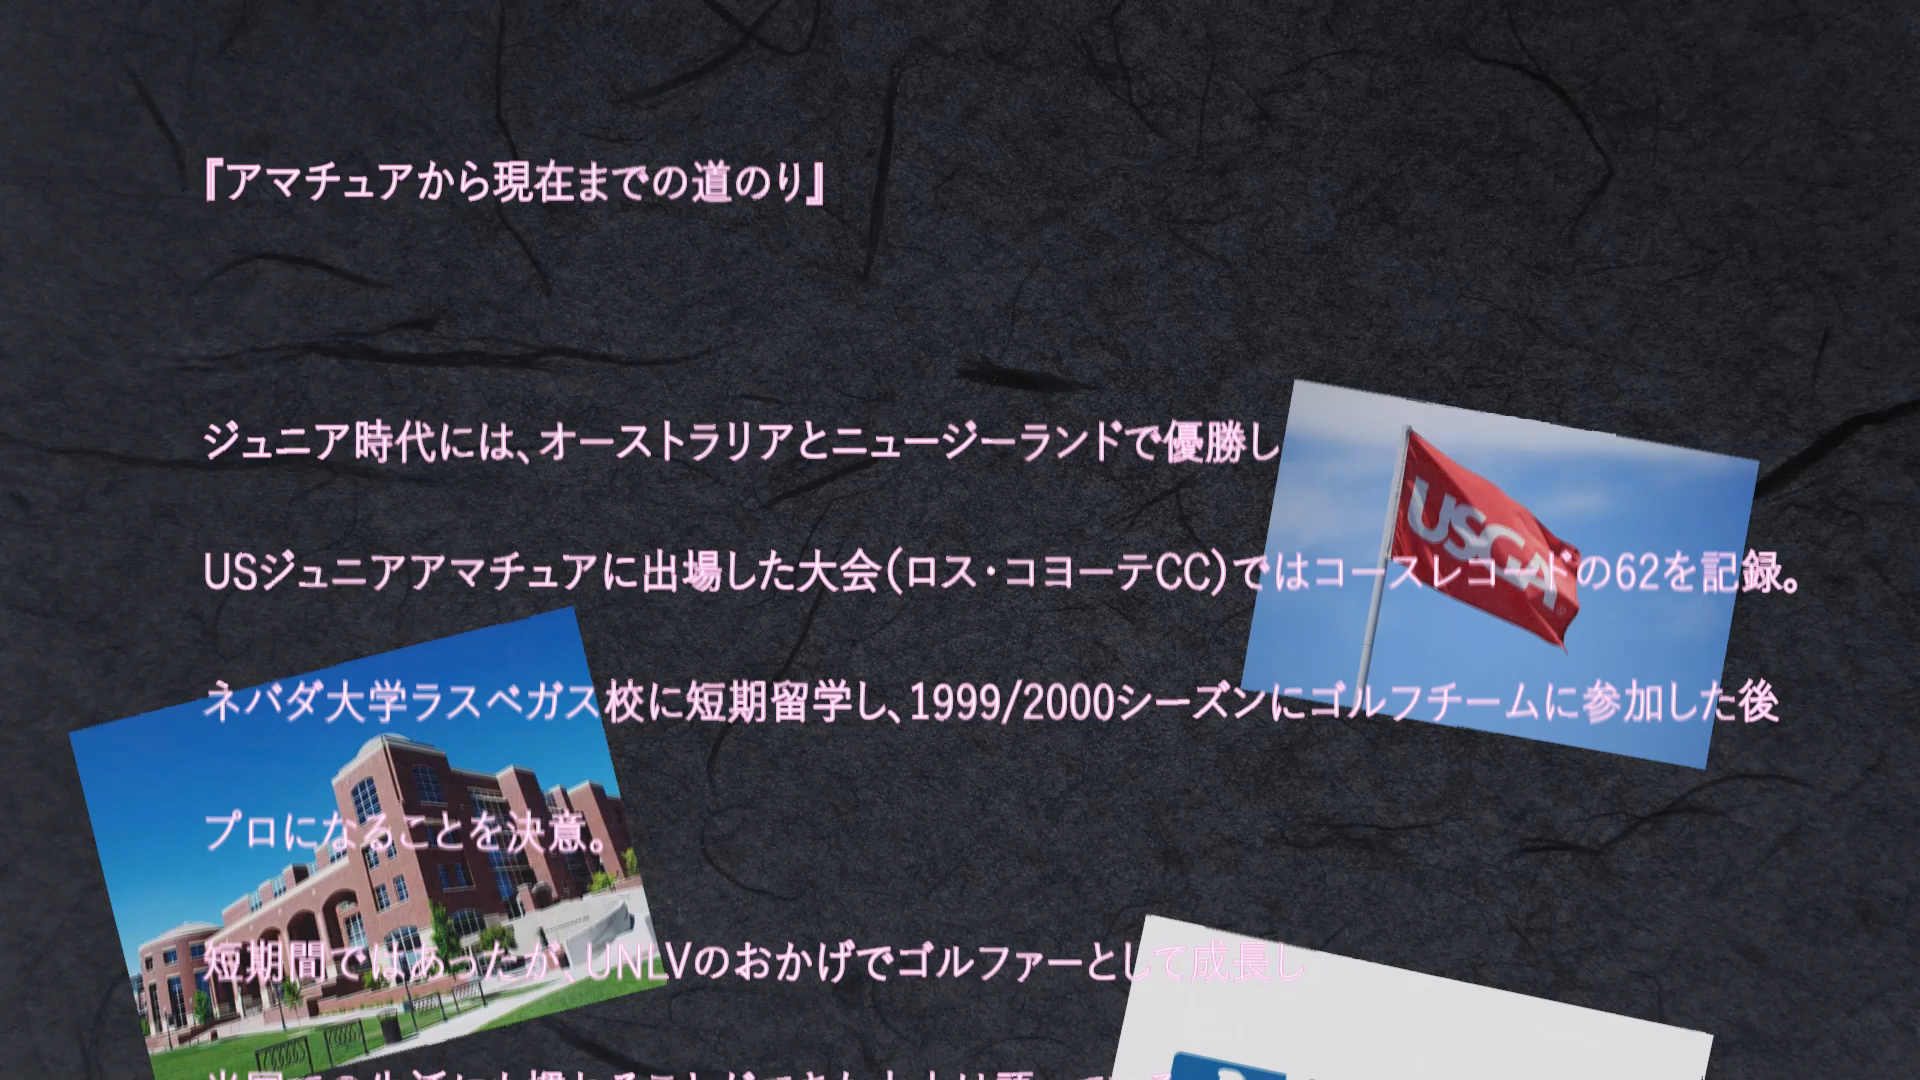 『アマチュアから現在までの道のり』
ジュニア時代には、オーストラリアとニュージーランドで優勝し
USGA
USジュニアアマチュアに出場した大会(ロス・コヨーテCC)ではコースレコードの62を記録。
ネバダ大学ラスベガス校に短期留学し、1999/2000シーズンにゴルフチームに参加した後
プロになることを決意。
短期間ではあったが、UNLVのおかげでゴルファーとして成長し